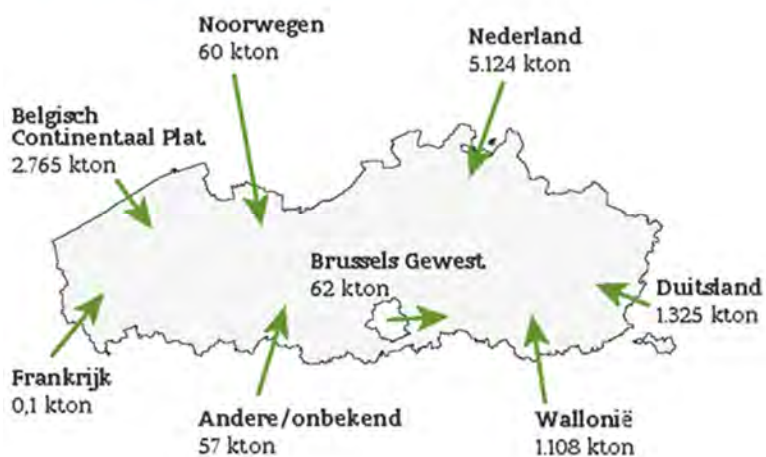 Noorwegen
60 kton
Nederland
5.124 kton
Belgisch
Continentaal Plat
2.765 kton
Brussels Gewest
62 kton
Duitsland
1.325 kton
Frankrijk
0,1 kton
Andere/onbekend
57 kton
Wallonië
1.108 kton